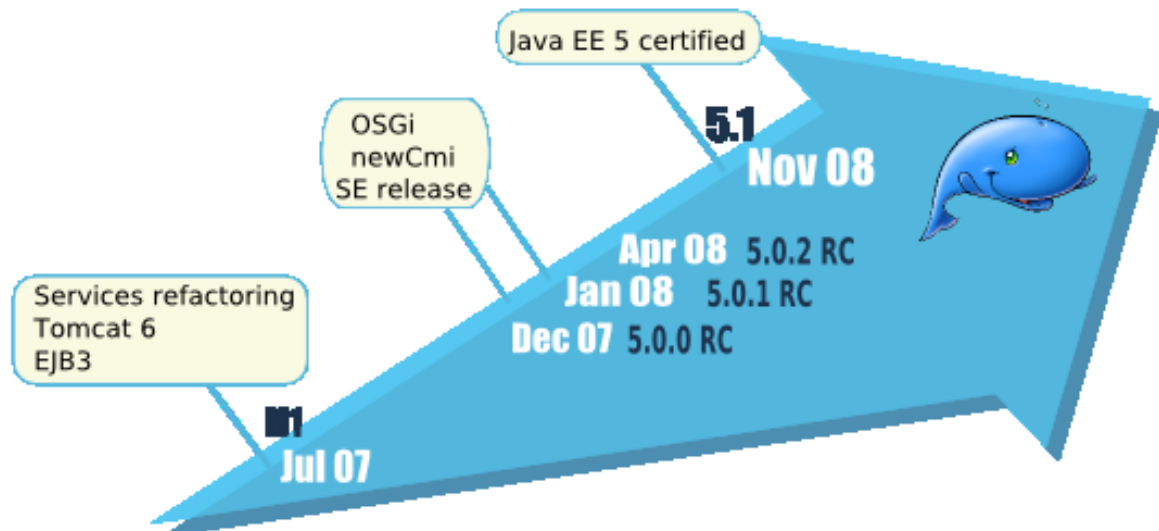 Java EE 5 certified
5.1
Nov 08
OSGi
newCmi
SE release
Apr 08 5.0.2 RC
Jan 08 5.0.1 RC
Dec 07 5.0.0 RC
Services refactoring
Tomcat 6
EJB3
M1
Jul 07